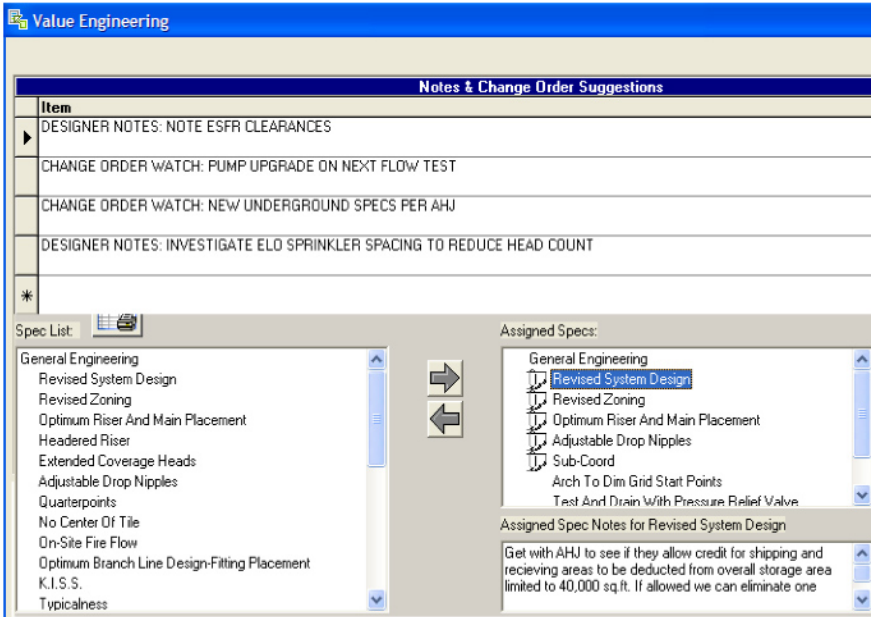 Value Engineering
Notes & Change Order Suggestions
Item
DESIGNER NOTES: NOTE ESFR CLEARANCES
CHANGE ORDER WATCH: PUMP UPGRADE ON NEXT FLOW TEST
CHANGE ORDER WATCH: NEW UNDERGROUND SPECS PER AHJ
DESIGNER NOTES: INVESTIGATE ELO SPRINKLER SPACING TO REDUCE HEAD COUNT
Spec List:
General Engineering
Revised System Design
Revised Zoning
Optimum Riser And Main Placement
Headered Riser
Extended Coverage Heads
Adjustable Drop Nipples
Quarterpoints
No Center Of Tile
On-Site Fire Flow
Optimum Branch Line Design-Fitting Placement
K.I.S.S.
Typicalness
Assigned Specs:
General Engineering
Revised System Design
Revised Zoning
Optimum Riser And Main Placement
Adjustable Drop Nipples
Sub-Coord
Arch To Dim Grid Start Points
Test And Drain With Pressure Relief Valve
Assigned Spec Notes for Revised System Design
Get with AHJ to see if they allow credit for shipping and
recieving areas to be deducted from overall storage area
limited to 40,000 sq.ft. If allowed we can eliminate one